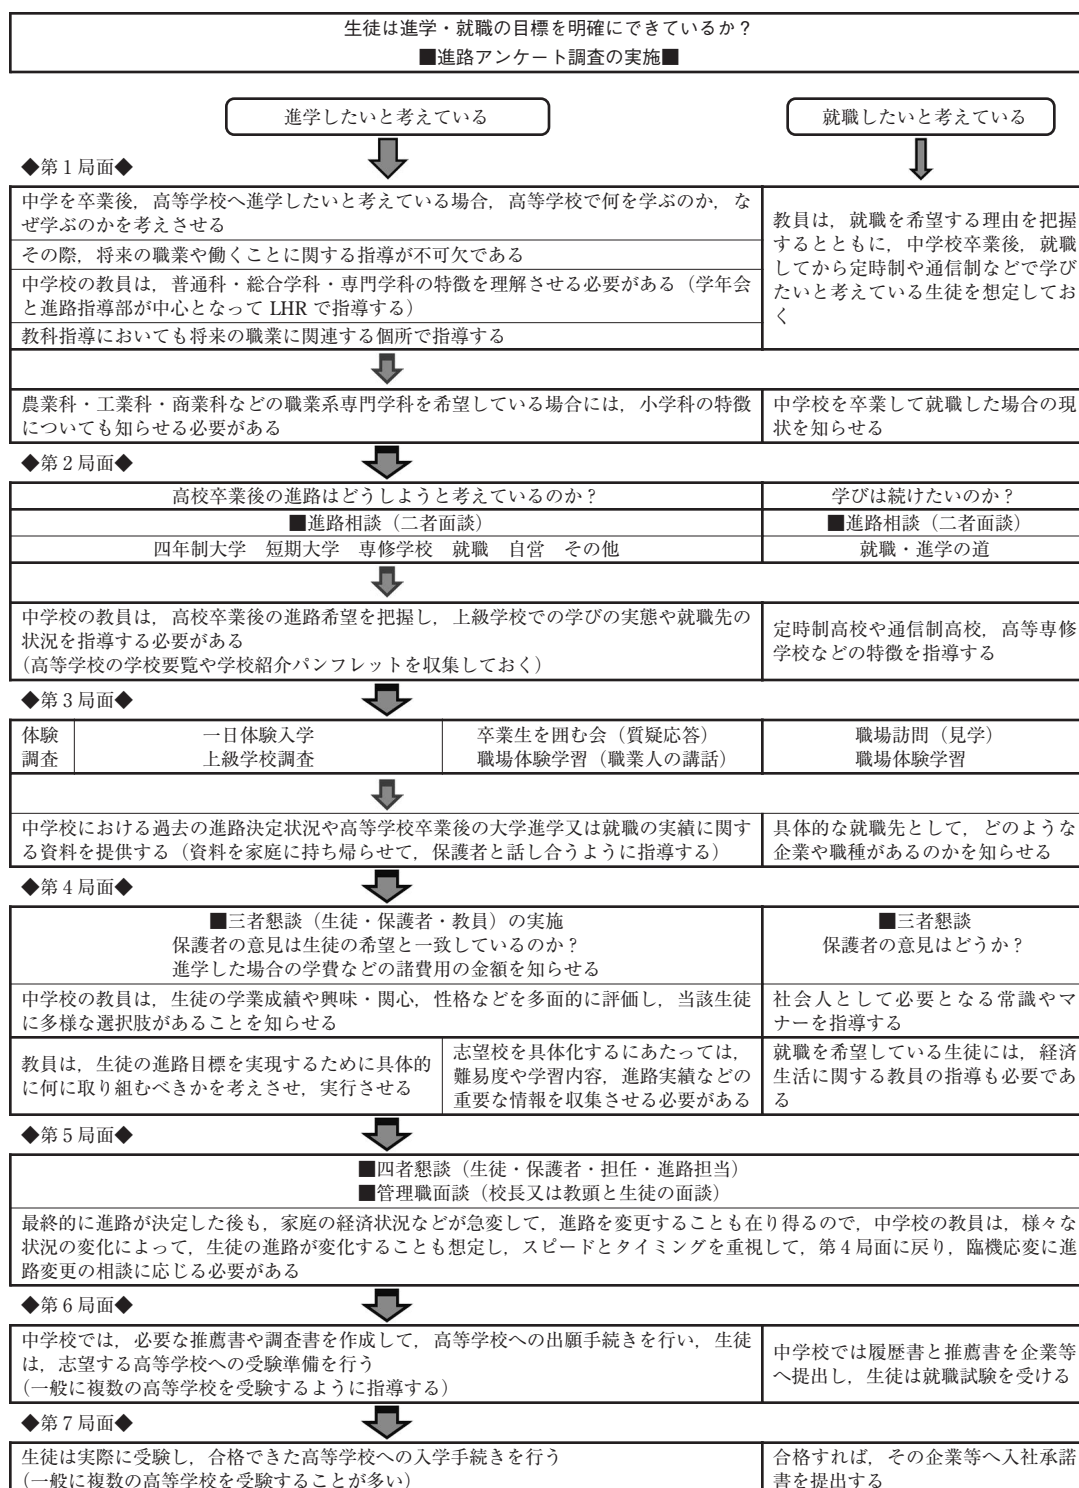 生徒は進学・就職の目標を明確にできているか？
■進路アンケート調査の実施■
進学したいと考えている
就職したいと考えている
◆第１局面◆
中学を卒業後，高等学校へ進学したいと考えている場合，高等学校で何を学ぶのか，な
ぜ学ぶのかを考えさせる
その際，将来の職業や働くことに関する指導が不可欠である
中学校の教員は，普通科・総合学科・専門学科の特徴を理解させる必要がある（学年会
と進路指導部が中心となって LHR で指導する）
教科指導においても将来の職業に関連する個所で指導する
教員は，就職を希望する理由を把握
するとともに，中学校卒業後，就職
してから定時制や通信制などで学び
たいと考えている生徒を想定してお
く
農業科・工業科・商業科などの職業系専門学科を希望している場合には，小学科の特徴
についても知らせる必要がある
中学校を卒業して就職した場合の現
状を知らせる
◆第２局面◆
高校卒業後の進路はどうしようと考えているのか？
■進路相談（二者面談）
四年制大学　短期大学　専修学校　就職　自営　その他
学びは続けたいのか？
■進路相談（二者面談）
就職・進学の道
中学校の教員は，高校卒業後の進路希望を把握し，上級学校での学びの実態や就職先の
状況を指導する必要がある
（高等学校の学校要覧や学校紹介パンフレットを収集しておく）
定時制高校や通信制高校，高等専修
学校などの特徴を指導する
◆第３局面◆
体験
調査
一日体験入学
上級学校調査
卒業生を囲む会（質疑応答）
職場体験学習（職業人の講話）
職場訪問（見学）
職場体験学習
中学校における過去の進路決定状況や高等学校卒業後の大学進学又は就職の実績に関す
る資料を提供する（資料を家庭に持ち帰らせて，保護者と話し合うように指導する）
具体的な就職先として，どのような
企業や職種があるのかを知らせる
◆第４局面◆
■三者懇談（生徒・保護者・教員）の実施
保護者の意見は生徒の希望と一致しているのか？
進学した場合の学費などの諸費用の金額を知らせる
■三者懇談
保護者の意見はどうか？
中学校の教員は，生徒の学業成績や興味・関心，性格などを多面的に評価し，当該生徒
に多様な選択肢があることを知らせる
社会人として必要となる常識やマ
ナーを指導する
教員は，生徒の進路目標を実現するために具体的
に何に取り組むべきかを考えさせ，実行させる
志望校を具体化するにあたっては，
難易度や学習内容，進路実績などの
重要な情報を収集させる必要がある
就職を希望している生徒には，経済
生活に関する教員の指導も必要であ
る
◆第５局面◆
■四者懇談（生徒・保護者・担任・進路担当）
■管理職面談（校長又は教頭と生徒の面談）
最終的に進路が決定した後も，家庭の経済状況などが急変して，進路を変更することも在り得るので，中学校の教員は，様々な
状況の変化によって，生徒の進路が変化することも想定し，スピードとタイミングを重視して，第４局面に戻り，臨機応変に進
路変更の相談に応じる必要がある
◆第６局面◆
中学校では，必要な推薦書や調査書を作成して，高等学校への出願手続きを行い，生徒
は，志望する高等学校への受験準備を行う
（一般に複数の高等学校を受験するように指導する）
中学校では履歴書と推薦書を企業等
へ提出し，生徒は就職試験を受ける
◆第７局面◆
生徒は実際に受験し，合格できた高等学校への入学手続きを行う
（一般に複数の高等学校を受験することが多い）
合格すれば，その企業等へ入社承諾
書を提出する